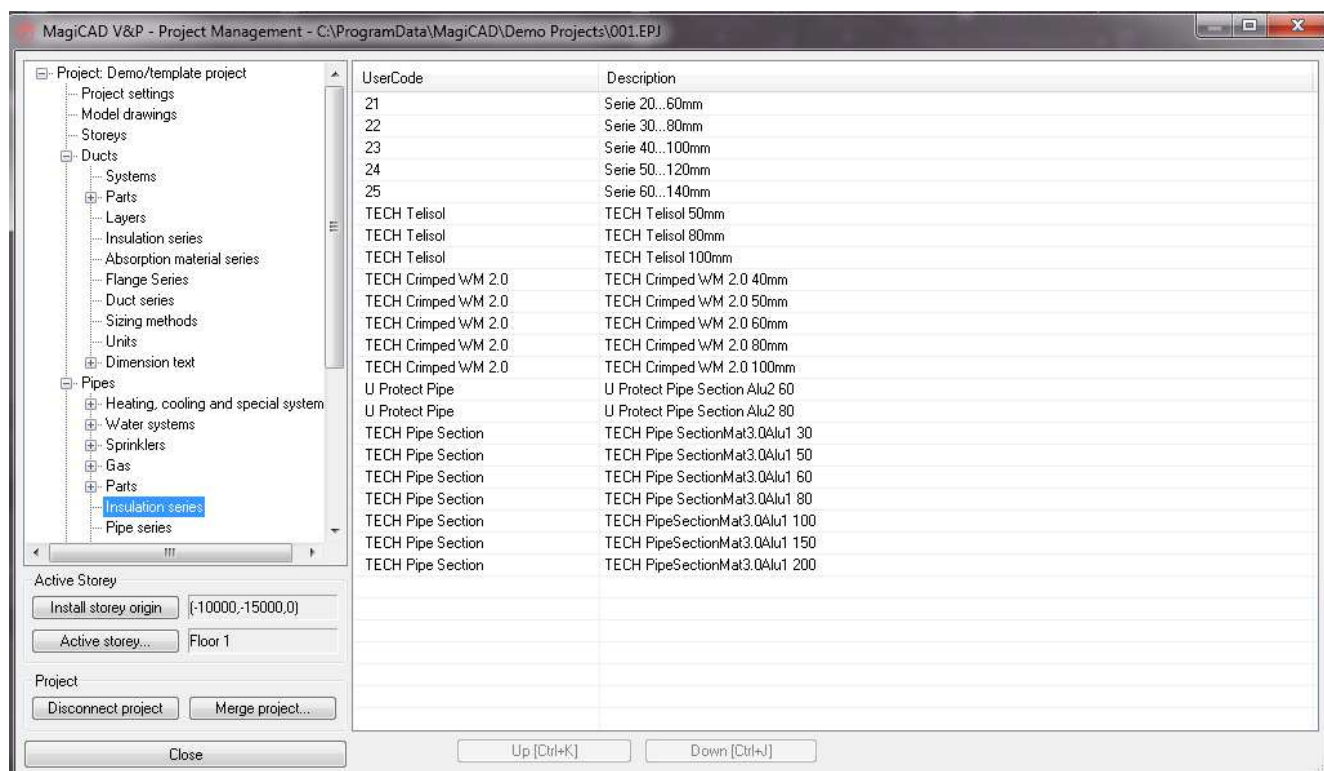 MagiCAD V&P - Project Management - C:\ProgramData\MagiCAD\Demo Projects\001.EPJ
Project: Demo/template project
Project settings
Model drawings
Storeys
Ducts
Systems
Parts
Layers
Insulation series
Absorption material series
Flange Series
Duct series
Sizing methods
Units
Dimension text
Pipes
Heating, cooling and special system
Water systems
Sprinklers
Gas
Parts
Insulation series
Pipe series
Active Storey
Install storey origin (-10000,-15000,0)
Active storey... Floor 1
Project
Disconnect project Merge project...
Close
UserCode Description
21 Serie 20...60mm
22 Serie 30...80mm
23 Serie 40...100mm
24 Serie 50...120mm
25 Serie 60...140mm
TECH Telisol TECH Telisol 50mm
TECH Telisol TECH Telisol 80mm
TECH Telisol TECH Telisol 100mm
TECH Crimped WM 2.0 TECH Crimped WM 2.0 40mm
TECH Crimped WM 2.0 TECH Crimped WM 2.0 50mm
TECH Crimped WM 2.0 TECH Crimped WM 2.0 60mm
TECH Crimped WM 2.0 TECH Crimped WM 2.0 80mm
TECH Crimped WM 2.0 TECH Crimped WM 2.0 100mm
U Protect Pipe U Protect Pipe Section Alu2 60
U Protect Pipe U Protect Pipe Section Alu2 80
TECH Pipe Section TECH Pipe SectionMat3.0Alu1 30
TECH Pipe Section TECH Pipe SectionMat3.0Alu1 50
TECH Pipe Section TECH Pipe SectionMat3.0Alu1 60
TECH Pipe Section TECH Pipe SectionMat3.0Alu1 80
TECH Pipe Section TECH PipeSectionMat3.0Alu1 100
TECH Pipe Section TECH PipeSectionMat3.0Alu1 150
TECH Pipe Section TECH PipeSectionMat3.0Alu1 200
Up [Ctrl+K] Down [Ctrl+J]